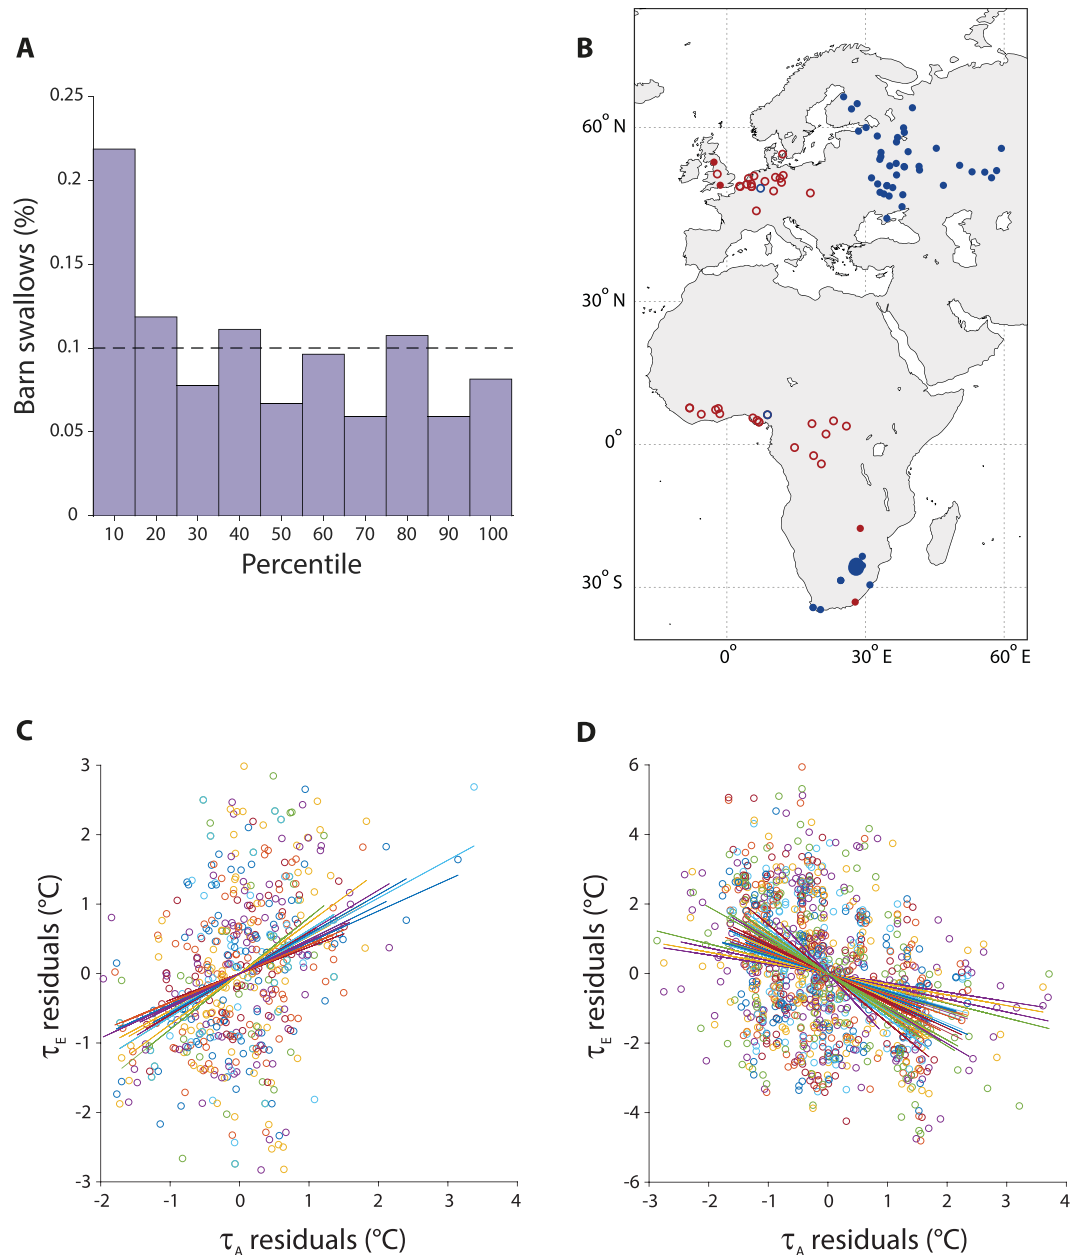 A
0.25
0.2
0.15
0.1
0.05
0
Barn swallows (%)
10 20 30 40 50 60 70 80 90 100
Percentile
B
60° N
30° N
0°
30° S
0° 30° E 60° E
C
3
2
1
0
-1
-2
-3
τE residuals (°C)
-2 -1 0 1 2 3 4
τA residuals (°C)
D
6
4
2
0
-2
-4
-6
τE residuals (°C)
-3 -2 -1 0 1 2 3 4
τA residuals (°C)